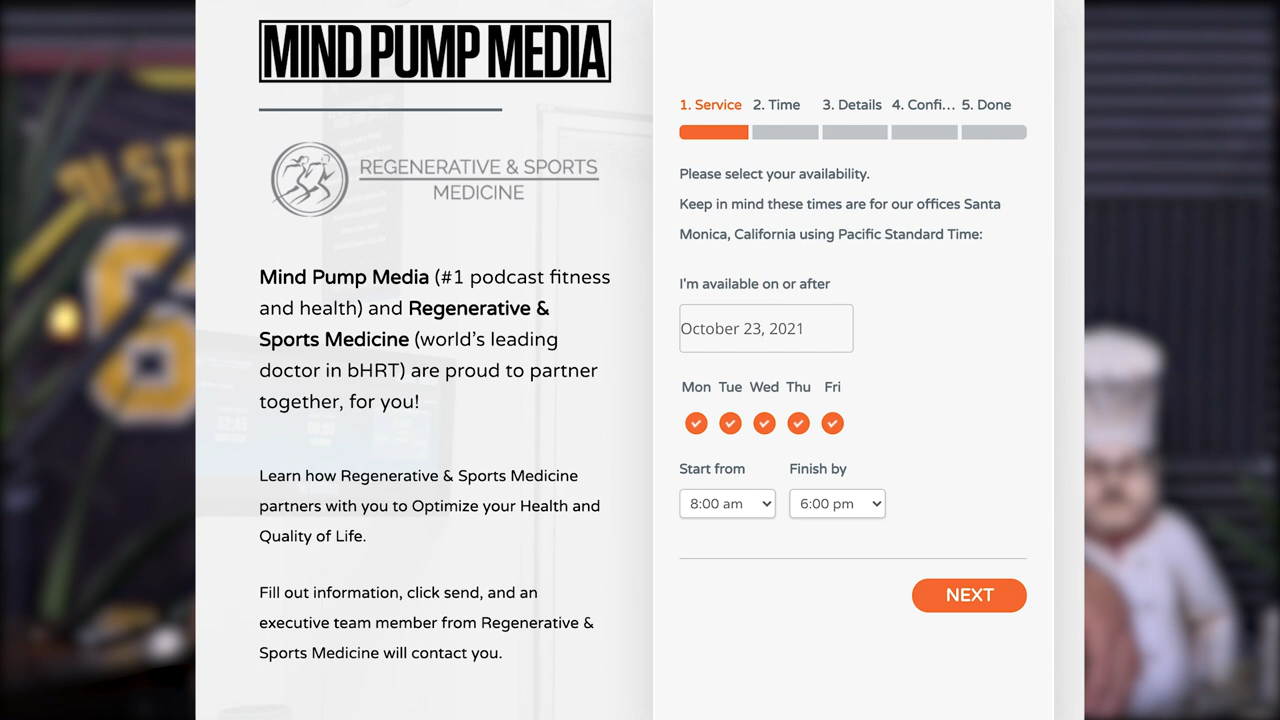 MIND PUMP MEDIA
REGENERATIVE & SPORTS
MEDICINE
Mind Pump Media (#1 podcast fitness
and health) and Regenerative &
Sports Medicine (world's leading
doctor in bHRT) are proud to partner
together, for you!
Learn how Regenerative & Sports Medicine
partners with you to Optimize your Health and
Quality of Life.
Fill out information, click send, and an
executive team member from Regenerative &
Sports Medicine will contact you.
1. Service 2. Time 3. Details 4. Confi... 5. Done
Please select your availability.
Keep in mind these times are for our offices Santa
Monica, California using Pacific Standard Time:
I'm available on or after
October 23, 2021
Mon Tue Wed Thu Fri
Start from Finish by
8:00 am 6:00 pm
NEXT